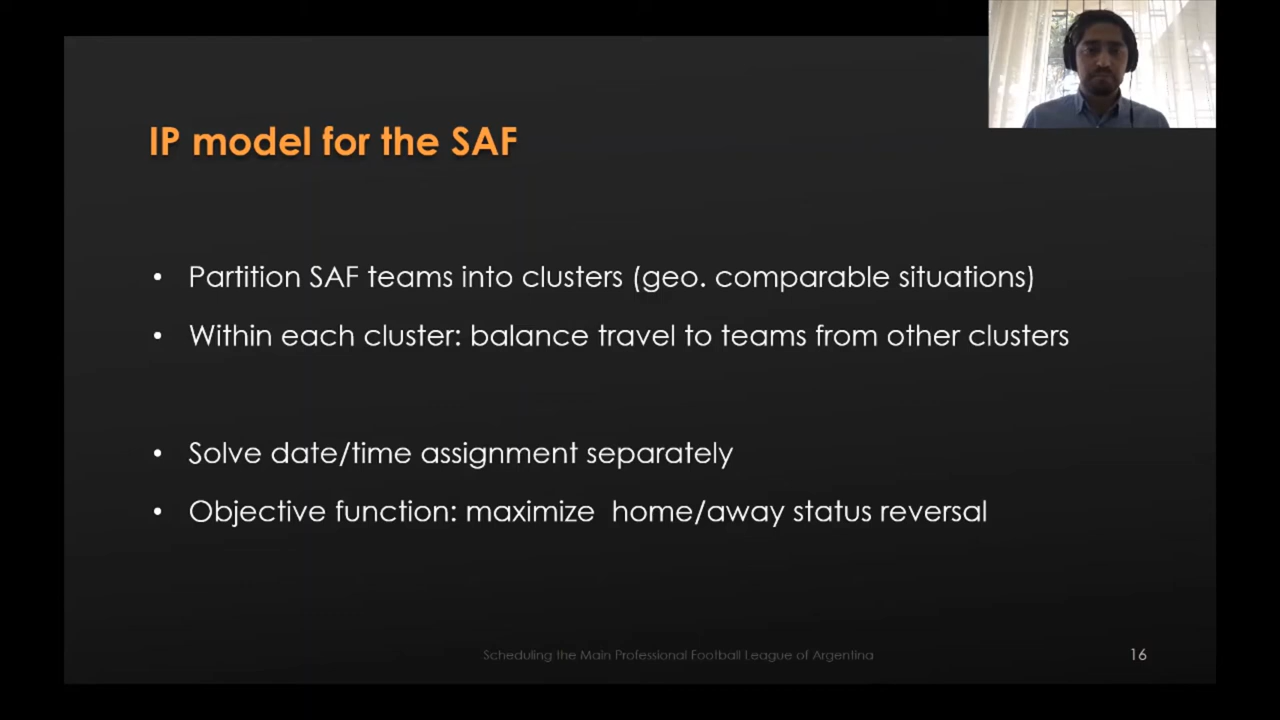 IP model for the SAF
• Partition SAF teams into clusters (geo. comparable situations)
• Within each cluster: balance travel to teams from other clusters
• Solve date/time assignment separately
• Objective function: maximize  home/away status reversal
Scheduling the Main Professional Football League of Argentina
16